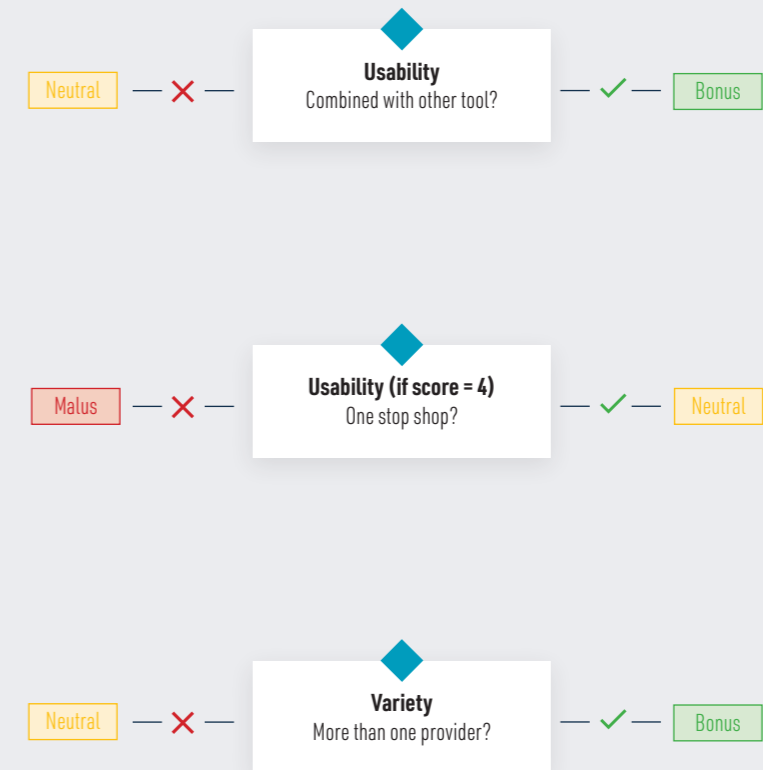 Usability
Neutral
Combined with other tool?
Bonus
Usability (if score = 4)
Malus
One stop shop?
Neutral
Variety
Neutral
More than one provider?
Bonus